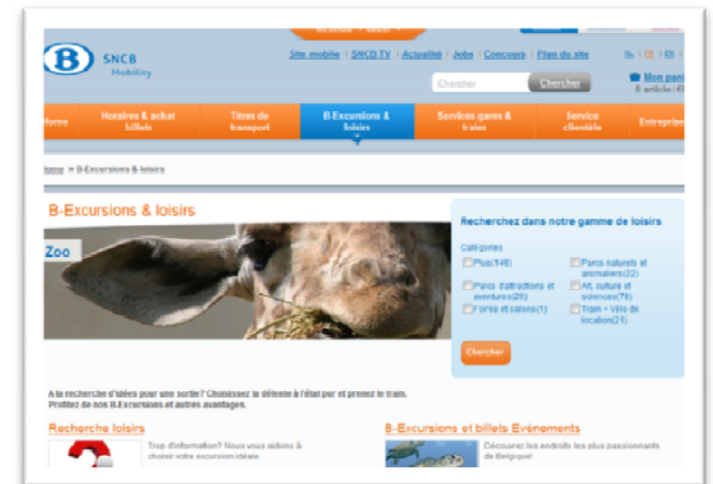 SNCB
Mobility
Site mobile | SNCB TV | Actualité | Jobs | Concours | Plan du site
Chercher
Chercher
Mon pani
0 article
Home
Horaires & achat billets
Titres de transport
B-Excursions & loisirs
Services gares & trains
Service clientèle
Entreprise
Home » B-Excursions & loisirs
B-Excursions & loisirs
Zoo
Recherchez dans notre gamme de loisirs
Catégories
Plus(146)
Parcs naturels et
animaliers(22)
Parcs d'attractions et
aventures(26)
Art, culture et
sciences(78)
Foires et salons(1)
Train + Vélo de
location(21)
Chercher
A la recherche d'idées pour une sortie? Choisissez la détente à l'état pur et prenez le train.
Profitez de nos B-Excursions et autres avantages.
Recherche loisirs
Trop d'information? Nous vous aidons à
choisir votre excursion idéale
B-Excursions et billets Evénements
Découvrez les endroits les plus passionnants
de Belgique!